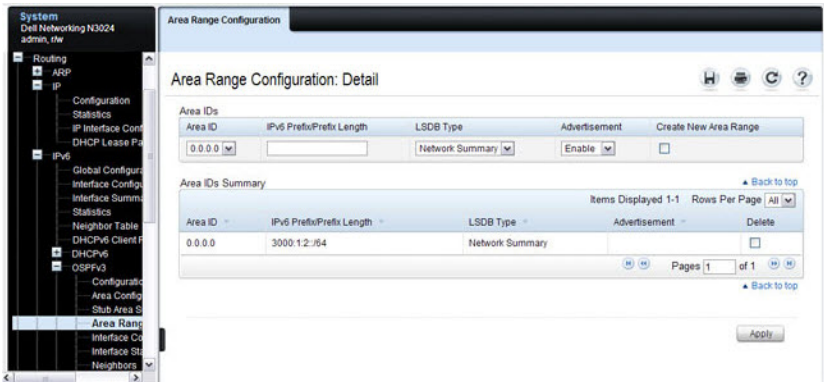 System
Dell Networking N3024
admin, r/w
Routing
ARP
IP
Configuration
Statistics
IP Interface Conf
DHCP Lease Pa
IPv6
Global Configura
Interface Configu
Interface Summa
Statistics
Neighbor Table
DHCPv6 Client P
DHCPv6
OSPFv3
Configuratio
Area Config
Stub Area S
Area Rang
Interface Co
Interface Sta
Neighbors
Area Range Configuration
Area Range Configuration: Detail
Area IDs
Area ID IPv6 Prefix/Prefix Length LSDB Type Advertisement Create New Area Range
0.0.0.0 Network Summary Enable
Area IDs Summary
Back to top
Items Displayed 1-1 Rows Per Page All
Area ID IPv6 Prefix/Prefix Length LSDB Type Advertisement Delete
0.0.0.0 3000:1:2::/64 Network Summary
Pages 1 of 1
Back to top
Apply